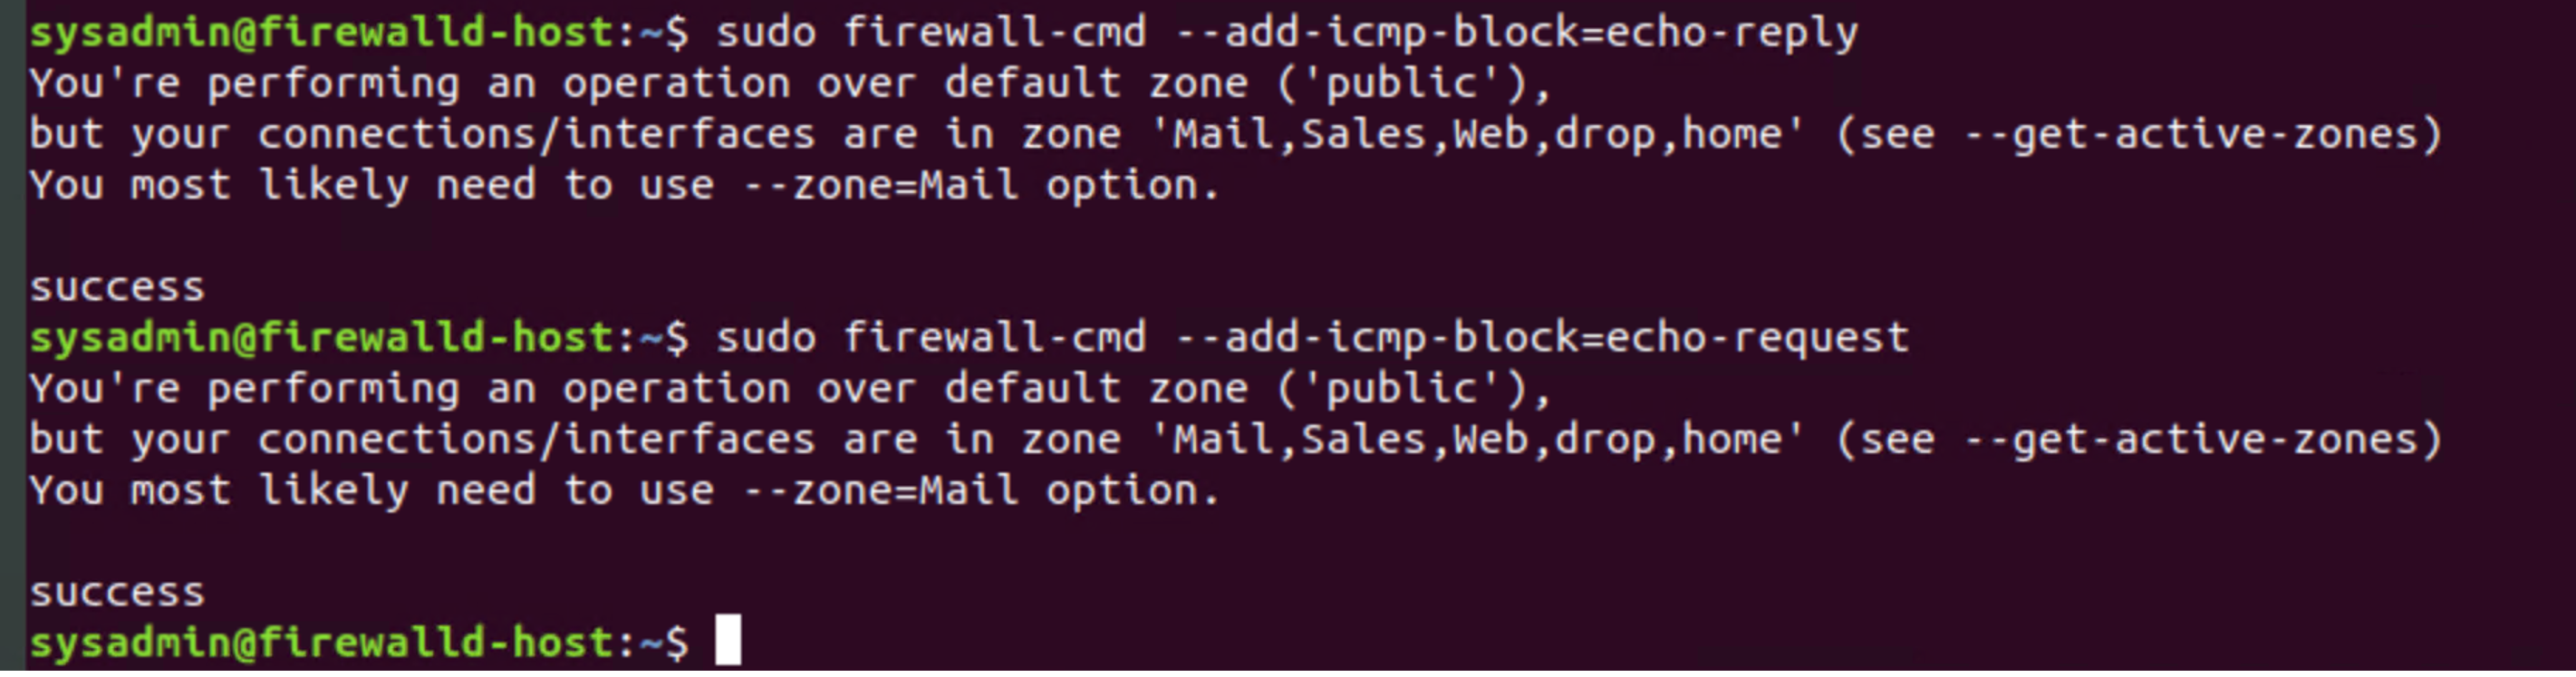 sysadmin@firewalld-host:~$ sudo firewall-cmd --add-icmp-block=echo-reply
You're performing an operation over default zone ('public'),
but your connections/interfaces are in zone 'Mail,Sales,Web,drop,home' (see --get-active-zones)
You most likely need to use --zone=Mail option.
success
sysadmin@firewalld-host:~$ sudo firewall-cmd --add-icmp-block=echo-request
You're performing an operation over default zone ('public'),
but your connections/interfaces are in zone 'Mail,Sales,Web,drop,home' (see --get-active-zones)
You most likely need to use --zone=Mail option.
success
sysadmin@firewalld-host:~$